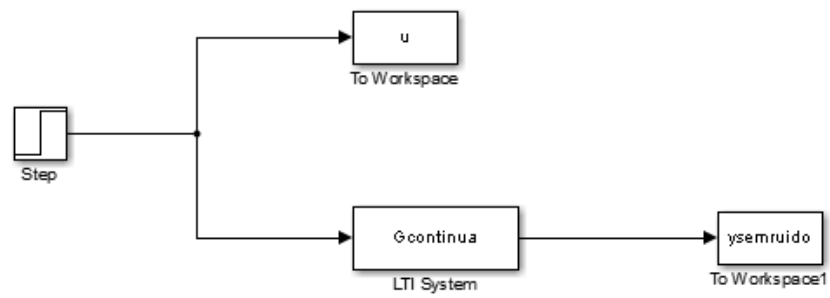 u
To Workspace
Step
Gcontinua
LTI System
ysemruido
To Workspace1